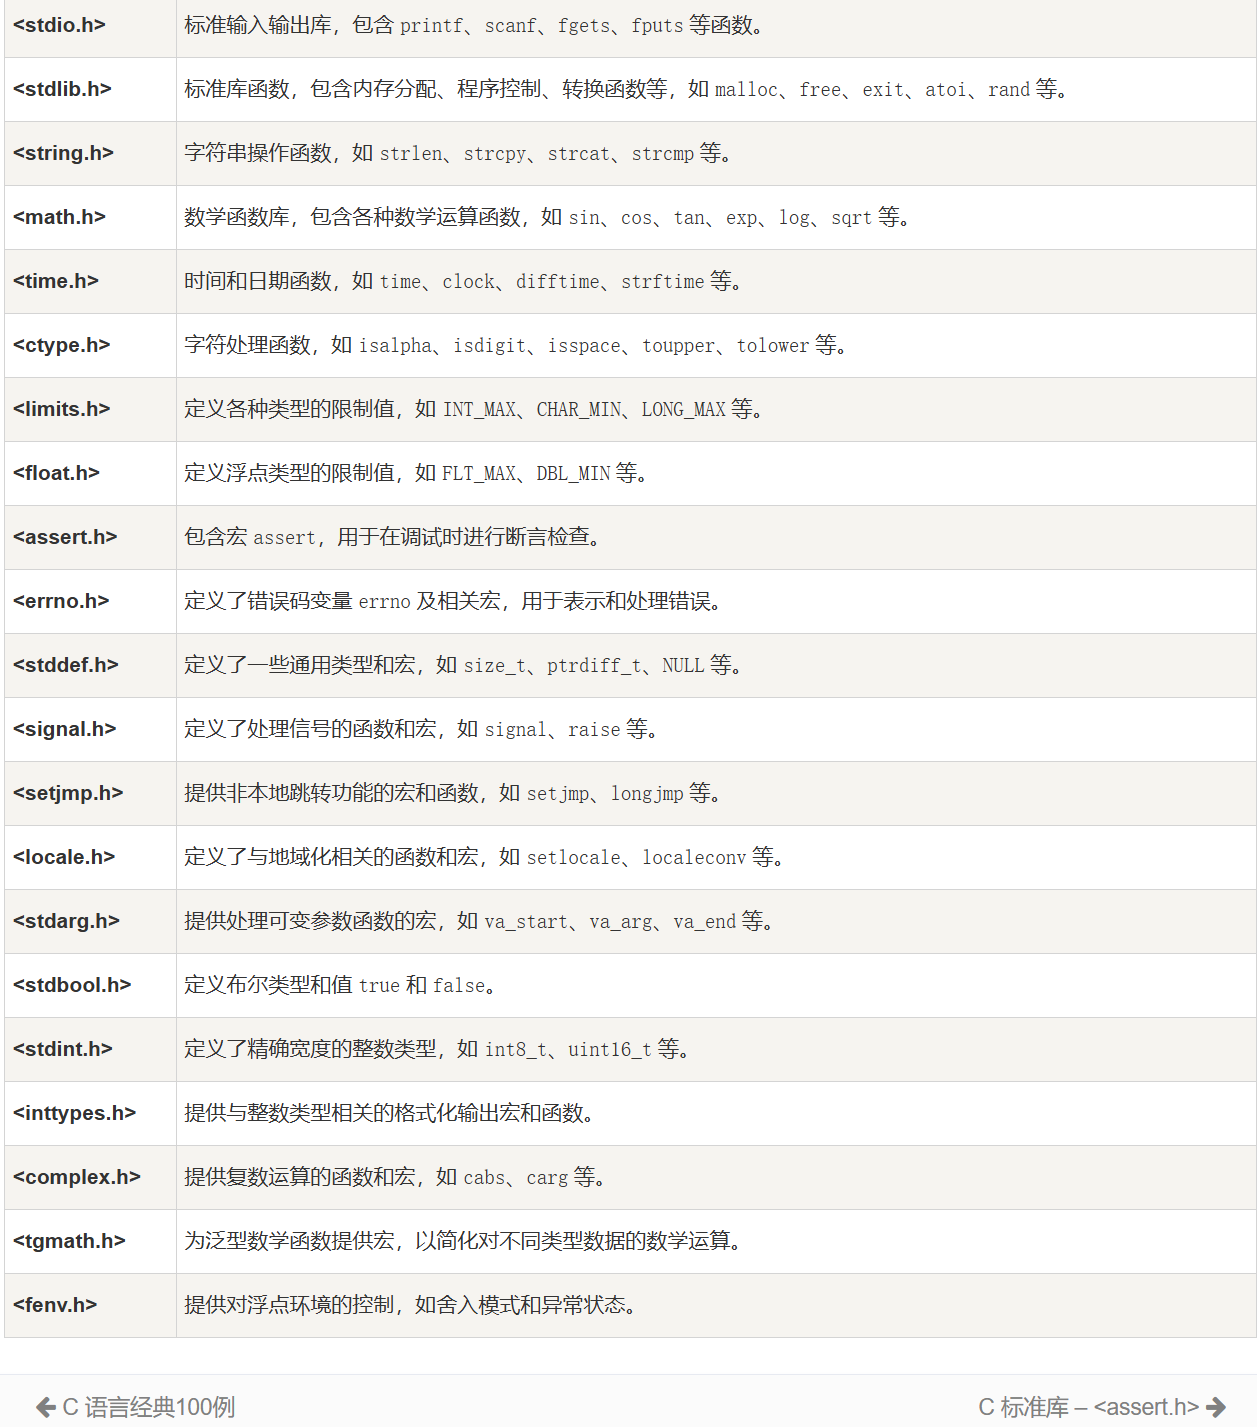 <stdio.h> 标准输入输出库，包含 printf、scanf、fgets、fputs 等函数。
<stdlib.h> 标准库函数，包含内存分配、程序控制、转换函数等，如 malloc、free、exit、atoi、rand 等。
<string.h> 字符串操作函数，如 strlen、strcpy、strcat、strcmp 等。
<math.h> 数学函数库，包含各种数学运算函数，如 sin、cos、tan、exp、log、sqrt 等。
<time.h> 时间和日期函数，如 time、clock、difftime、strftime 等。
<ctype.h> 字符处理函数，如 isalpha、isdigit、isspace、toupper、tolower 等。
<limits.h> 定义各种类型的限制值，如 INT_MAX、CHAR_MIN、LONG_MAX 等。
<float.h> 定义浮点类型的限制值，如 FLT_MAX、DBL_MIN 等。
<assert.h> 包含宏 assert，用于在调试时进行断言检查。
<errno.h> 定义了错误码变量 errno 及相关宏，用于表示和处理错误。
<stddef.h> 定义了一些通用类型和宏，如 size_t、ptrdiff_t、NULL 等。
<signal.h> 定义了处理信号的函数和宏，如 signal、raise 等。
<setjmp.h> 提供非本地跳转功能的宏和函数，如 setjmp、longjmp 等。
<locale.h> 定义了与地域化相关的函数和宏，如 setlocale、localeconv 等。
<stdarg.h> 提供处理可变参数函数的宏，如 va_start、va_arg、va_end 等。
<stdbool.h> 定义布尔类型和值 true 和 false。
<stdint.h> 定义了精确宽度的整数类型，如 int8_t、uint16_t 等。
<inttypes.h> 提供与整数类型相关的格式化输出宏和函数。
<complex.h> 提供复数运算的函数和宏，如 cabs、carg 等。
<tgmath.h> 为泛型数学函数提供宏，以简化对不同类型数据的数学运算。
<fenv.h> 提供对浮点环境的控制，如舍入模式和异常状态。
C 语言经典100例
C 标准库 – <assert.h>